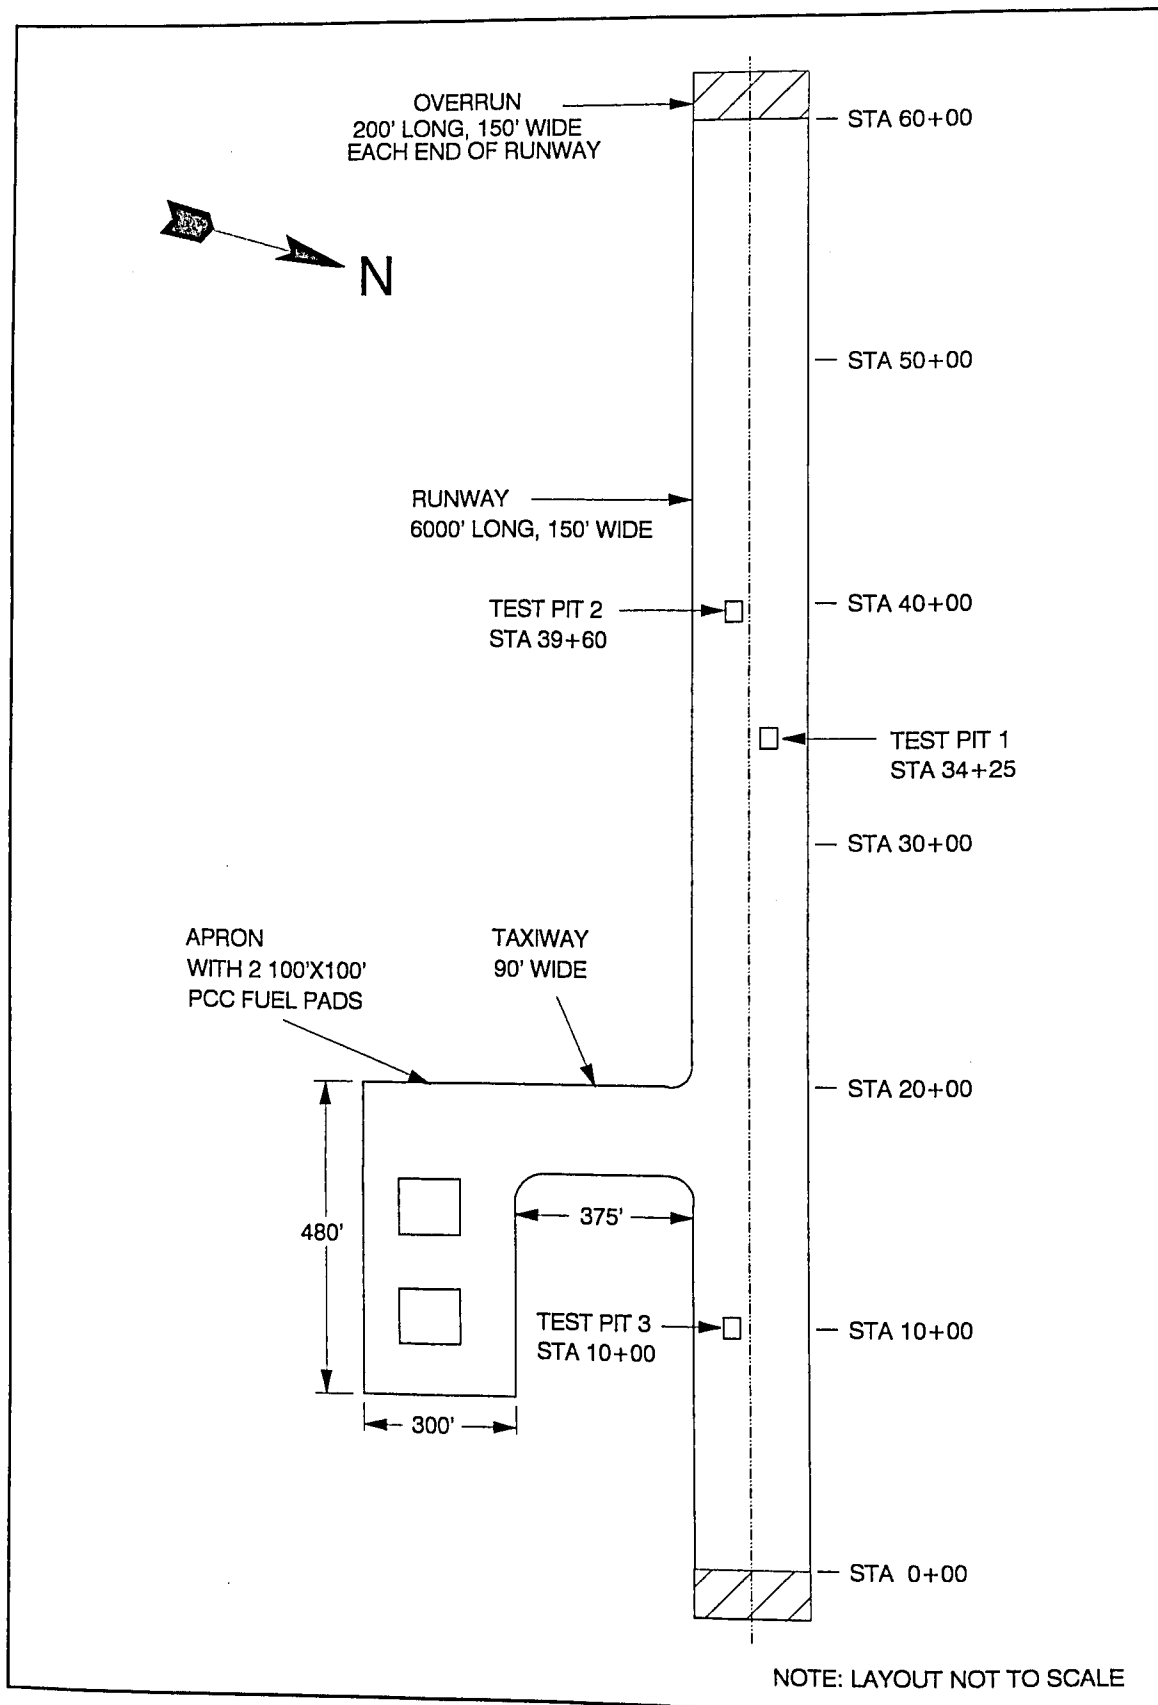 OVERRUN
200' LONG, 150' WIDE
EACH END OF RUNWAY
STA 60+00
N
STA 50+00
RUNWAY
6000' LONG, 150' WIDE
TEST PIT 2
STA 39+60
STA 40+00
TEST PIT 1
STA 34+25
STA 30+00
APRON
WITH 2 100'X100'
PCC FUEL PADS
TAXIWAY
90' WIDE
STA 20+00
480'
375'
TEST PIT 3
STA 10+00
STA 10+00
300'
STA 0+00
NOTE: LAYOUT NOT TO SCALE